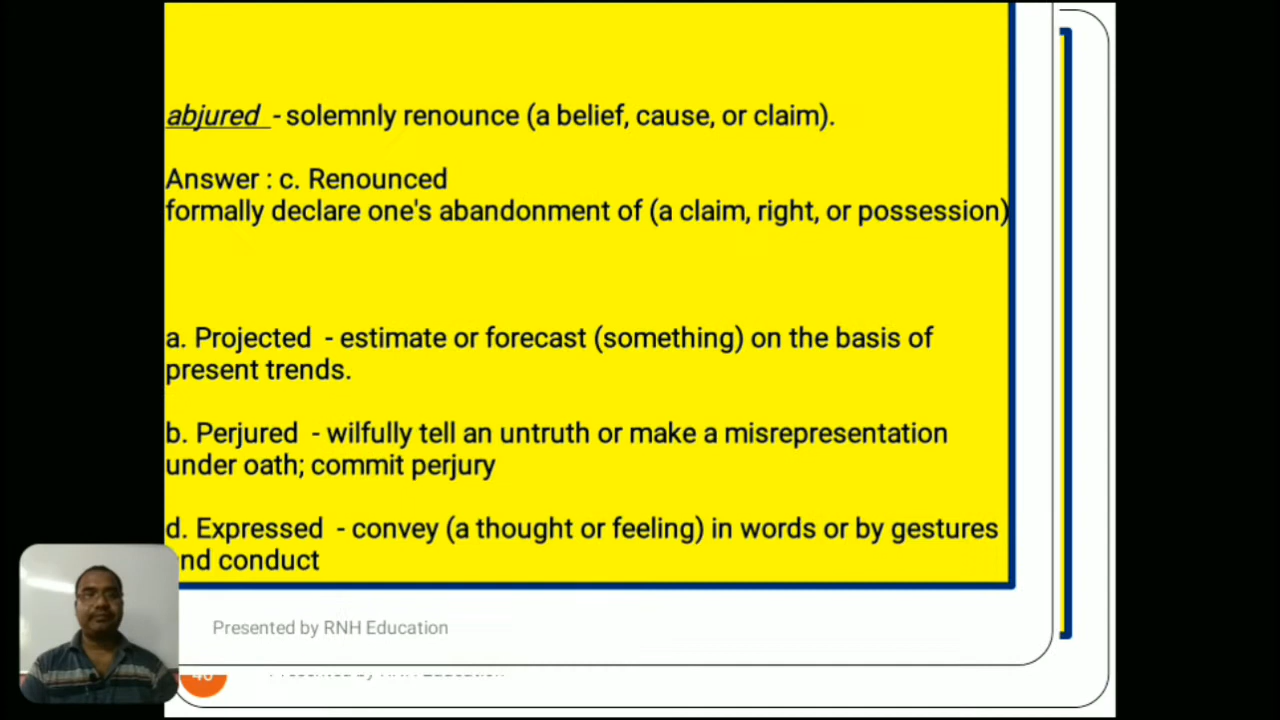 abjured - solemnly renounce (a belief, cause, or claim).
Answer : c. Renounced
formally declare one's abandonment of (a claim, right, or possession)
a. Projected - estimate or forecast (something) on the basis of
present trends.
b. Perjured - wilfully tell an untruth or make a misrepresentation
under oath; commit perjury
d. Expressed - convey (a thought or feeling) in words or by gestures
nd conduct
Presented by RNH Education